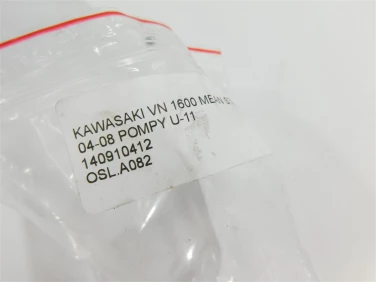 KAWASAKI VN 1600 MEAN
04-08 POMPY U-11
140910412
OSL.A082